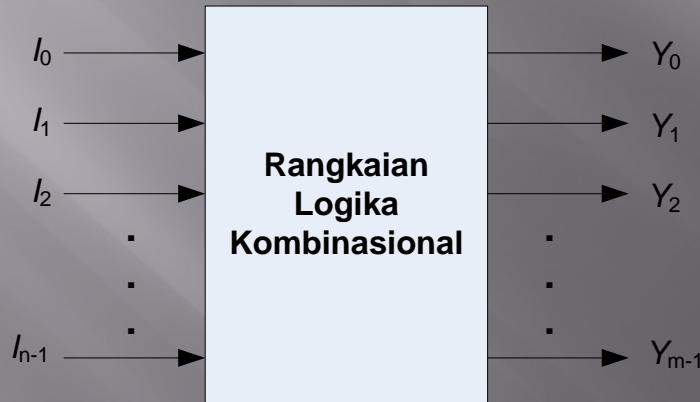 I0
I1
I2
.
.
.
In-1
Rangkaian
Logika
Kombinasional
Y0
Y1
Y2
.
.
.
Ym-1